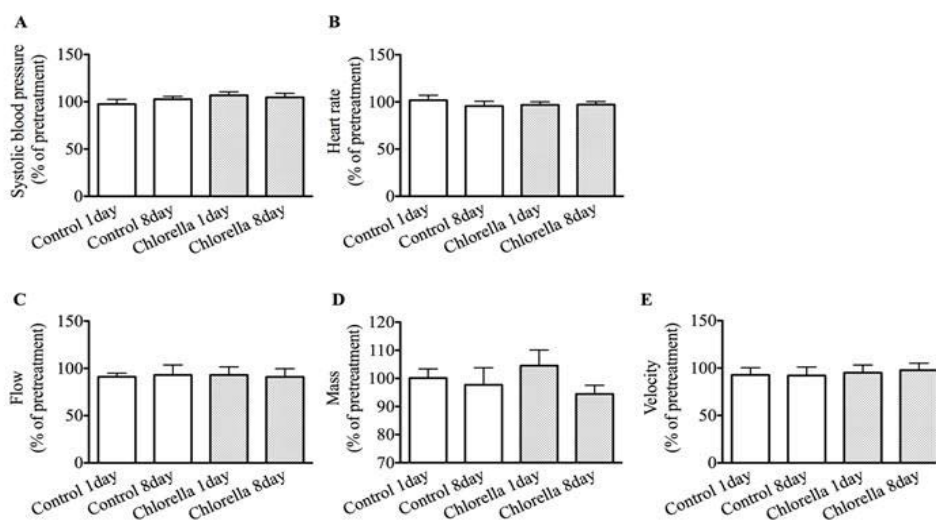 A
Systolic blood pressure
(% of pretreatment)
150
100
50
0
Control 1day
Control 8day
Chlorella 1day
Chlorella 8day
B
Heart rate
(% of pretreatment)
150
100
50
0
Control 1day
Control 8day
Chlorella 1day
Chlorella 8day
C
Flow
(% of pretreatment)
150
100
50
0
Control 1day
Control 8day
Chlorella 1day
Chlorella 8day
D
Mass
(% of pretreatment)
120
110
100
90
80
70
Control 1day
Control 8day
Chlorella 1day
Chlorella 8day
E
Velocity
(% of pretreatment)
150
100
50
0
Control 1day
Control 8day
Chlorella 1day
Chlorella 8day